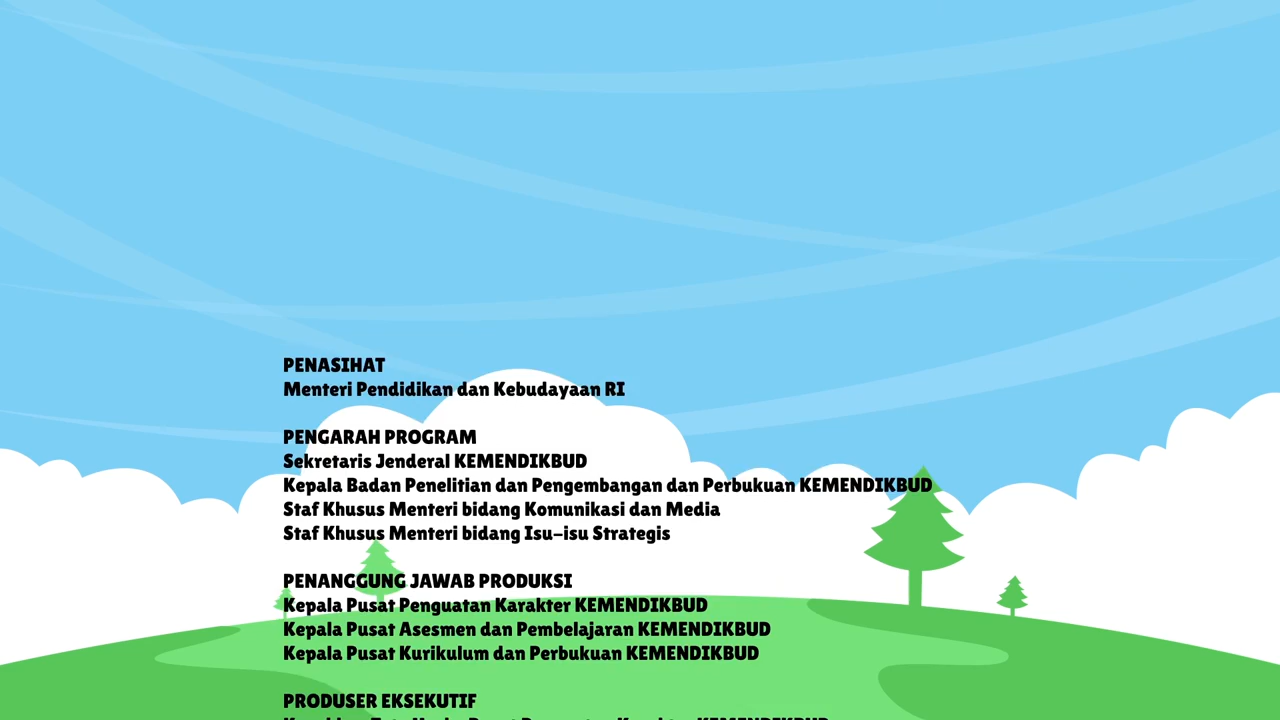 PENASIHAT
Menteri Pendidikan dan Kebudayaan RI
PENGARAH PROGRAM
Sekretaris Jenderal KEMENDIKBUD
Kepala Badan Penelitian dan Pengembangan dan Perbukuan KEMENDIKBUD
Staf Khusus Menteri bidang Komunikasi dan Media
Staf Khusus Menteri bidang Isu-isu Strategis
PENANGGUNG JAWAB PRODUKSI
Kepala Pusat Penguatan Karakter KEMENDIKBUD
Kepala Pusat Asesmen dan Pembelajaran KEMENDIKBUD
Kepala Pusat Kurikulum dan Perbukuan KEMENDIKBUD
PRODUSER EKSEKUTIF